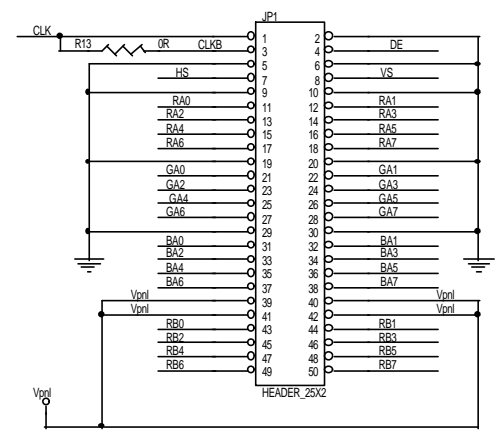 JP1
CLK 1 2
R13 0R CLKB 3 4 DE
5 6
HS 7 8 VS
9 10
RA0 11 12 RA1
RA2 13 14 RA3
RA4 15 16 RA5
RA6 17 18 RA7
19 20
GA0 21 22 GA1
GA2 23 24 GA3
GA4 25 26 GA5
GA6 27 28 GA7
29 30
BA0 31 32 BA1
BA2 33 34 BA3
BA4 35 36 BA5
BA6 37 38 BA7
Vpnl 39 40 Vpnl
Vpnl 41 42 Vpnl
RB0 43 44 RB1
RB2 45 46 RB3
RB4 47 48 RB5
RB6 49 50 RB7
Vpnl HEADER_25X2